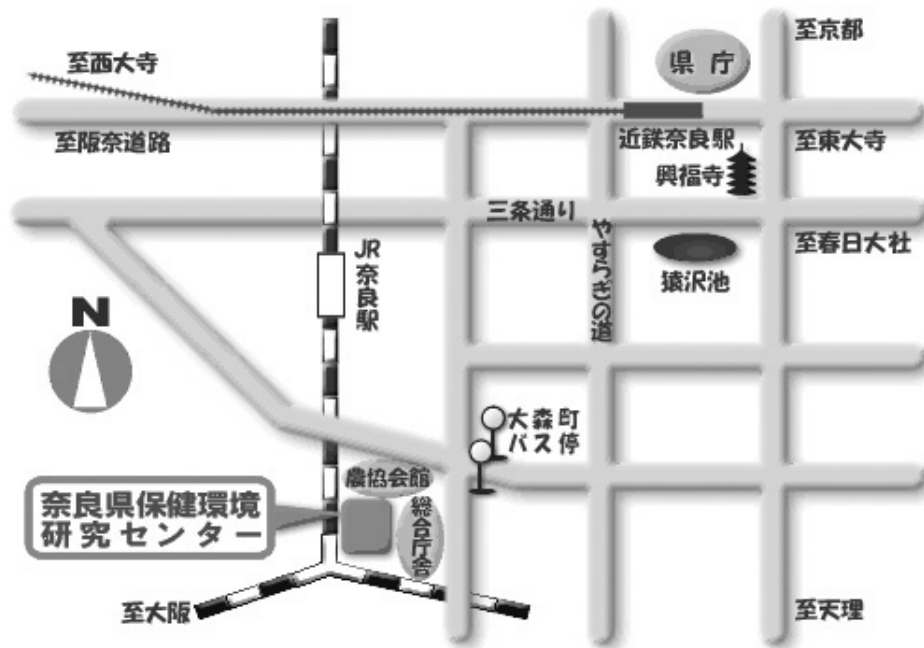 至京都
県庁
至西大寺
至阪奈道路
近鉄奈良駅
至東大寺
興福寺
三条通り
至春日大社
JR奈良駅
やすらぎの道
猿沢池
N
大森町
バス停
農協会館
奈良県保健環境
研究センター
総合庁舎
至大阪
至天理